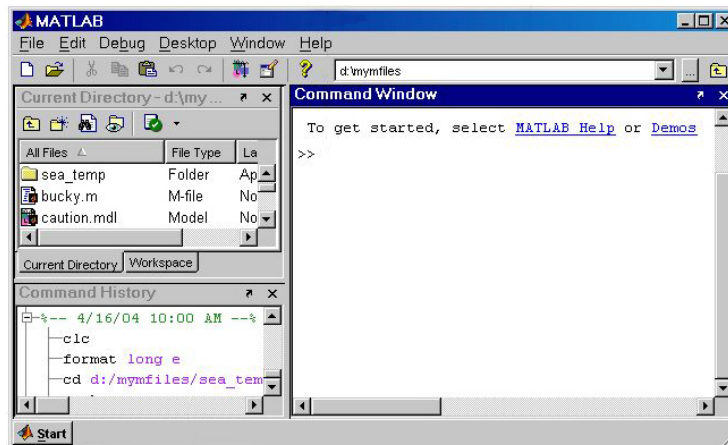 MATLAB
File Edit Debug Desktop Window Help
d:\mymfiles
...
Current Directory - d:\my ...
All Files File Type La
sea_temp Folder Ap
bucky.m M-file No
caution.mdl Model No
Current Directory Workspace
Command History
%-- 4/16/04 10:00 AM --%
clc
format long e
cd d:/mymfiles/sea_tem
Command Window
To get started, select MATLAB Help or Demos
>>
Start